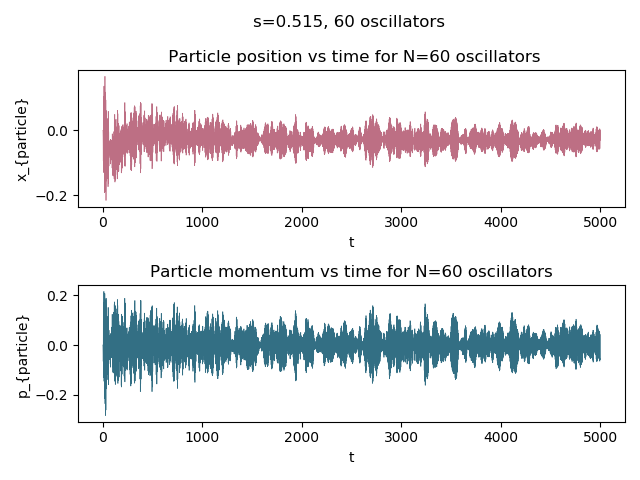 s=0.515, 60 oscillators
Particle position vs time for N=60 oscillators
x_{particle}
0.0
−0.2
0
1000
2000
3000
4000
5000
t
Particle momentum vs time for N=60 oscillators
p_{particle}
0.2
0.0
−0.2
0
1000
2000
3000
4000
5000
t